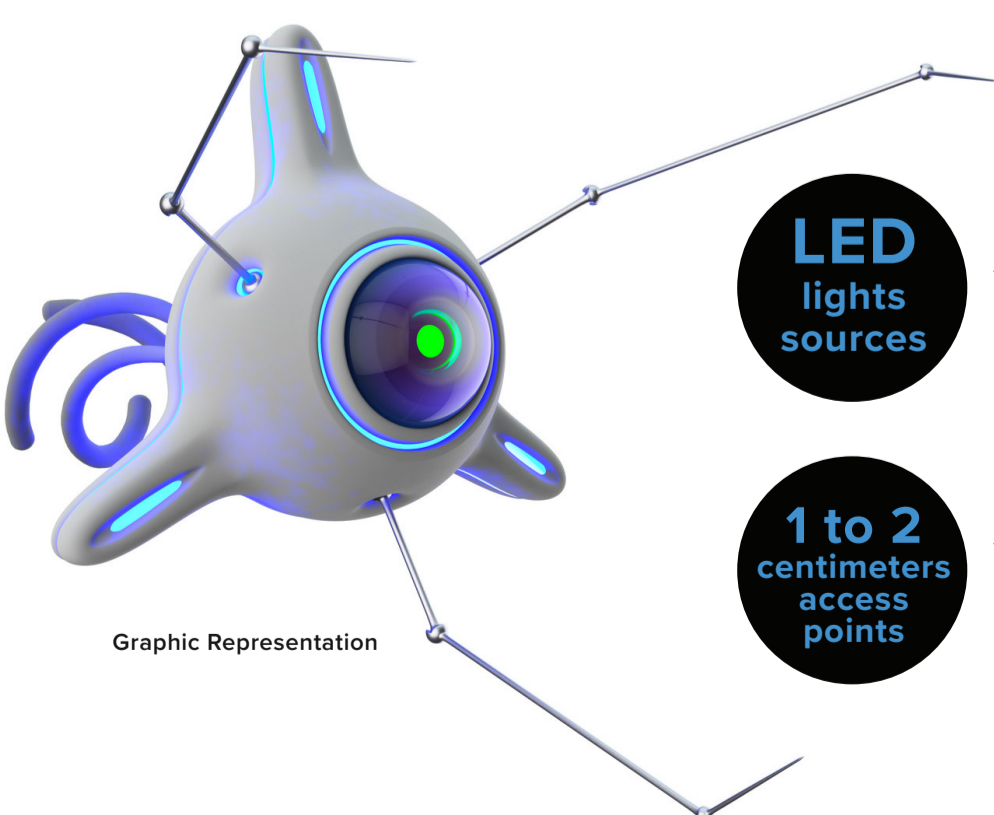 LED
lights
sources
1 to 2
centimeters
access
points
Graphic Representation